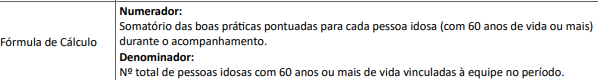 Numerador:
Somatório das boas práticas pontuadas para cada pessoa idosa (com 60 anos de vida ou mais)
Fórmula de Cálculo
durante o acompanhamento.
Denominador:
Nº total de pessoas idosas com 60 anos ou mais de vida vinculadas à equipe no período.